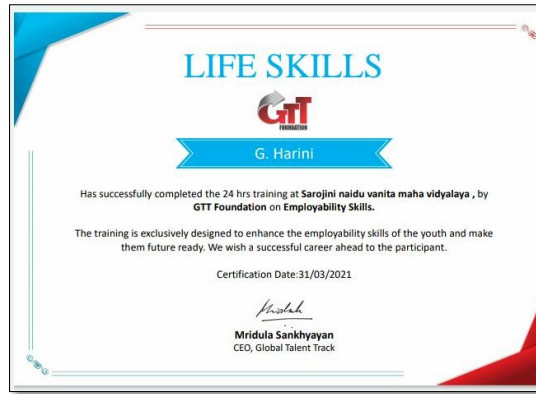 LIFE SKILLS
GTT
FOUNDATION
G. Harini
Has successfully completed the 24 hrs training at Sarojini naidu vanita maha vidyalaya , by
GTT Foundation on Employability Skills.
The training is exclusively designed to enhance the employability skills of the youth and make
them future ready. We wish a successful career ahead to the participant.
Certification Date:31/03/2021
Mridula Sankhyayan
CEO, Global Talent Track